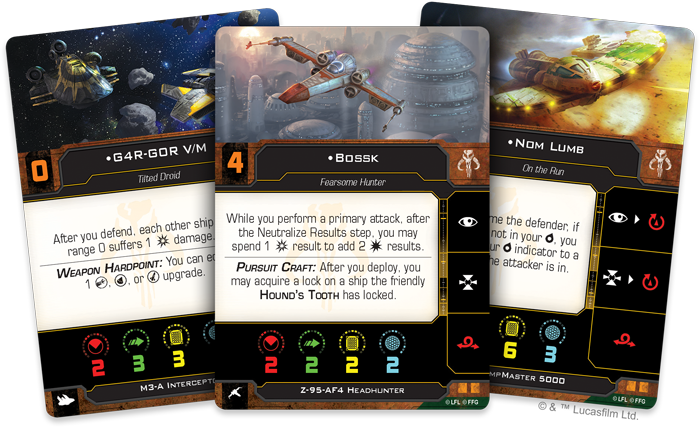 0
•G4R-G0R V/M
Tilted Droid
After you defend, each other ship
range 0 suffers 1 damage.
WEAPON HARDPOINT: You can
1 , , or upgrade.
2 3 3
M3-A
4
•BOSSK
Fearsome Hunter
While you perform a primary attack, after
the Neutralize Results step, you may
spend 1 result to add 2 results.
PURSUIT CRAFT: After you deploy, you
may acquire a lock on a ship the friendly
HOUND'S TOOTH has locked.
2 2 2 2
Z-95-AF4 HEADHUNTER
©LFL ©FFG
•NOM LUMB
On the Run
the defender, if
not in your , you
your indicator to a
the attacker is in.
6 3
5000
©LFL ©FFG
© & ™ Lucasfilm Ltd.